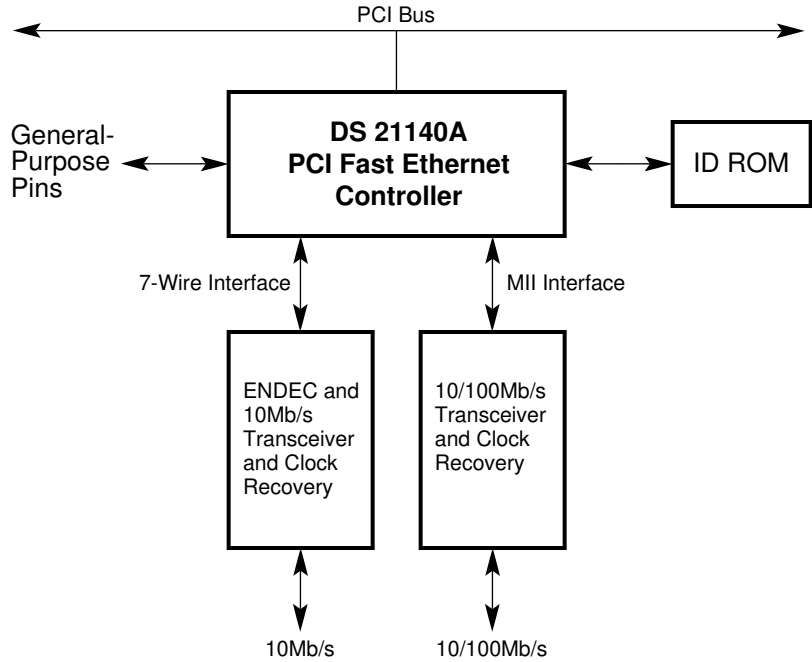 PCI Bus
DS 21140A
PCI Fast Ethernet
Controller
General-
Purpose
Pins
ID ROM
7-Wire Interface
MII Interface
ENDEC and
10Mb/s
Transceiver
and Clock
Recovery
10/100Mb/s
Transceiver
and Clock
Recovery
10Mb/s
10/100Mb/s